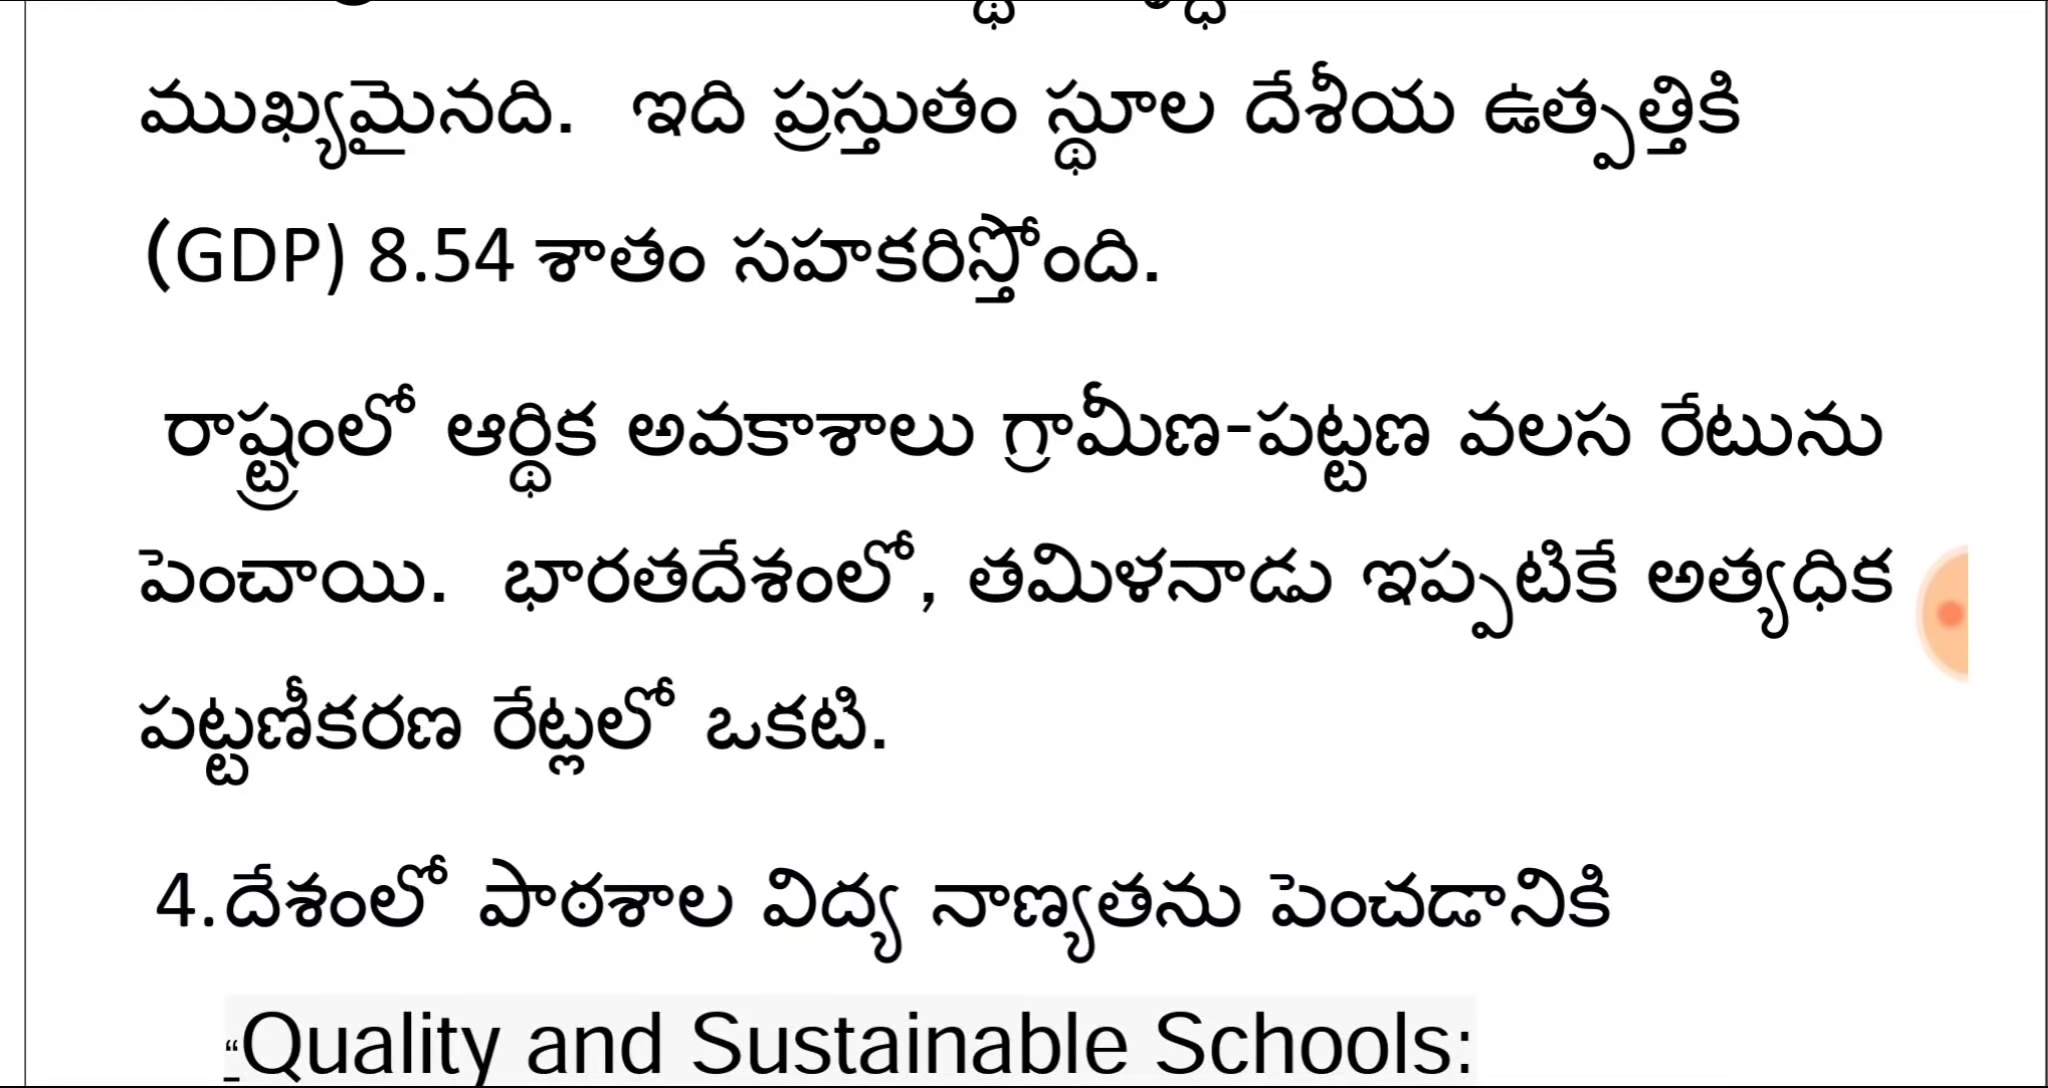 ముఖ్యమైనది. ఇది ప్రస్తుతం స్థూల దేశీయ ఉత్పత్తికి
(GDP) 8.54 శాతం సహకరిస్తోంది.
రాష్ట్రంలో ఆర్థిక అవకాశాలు గ్రామీణ-పట్టణ వలస రేటును
పెంచాయి. భారతదేశంలో, తమిళనాడు ఇప్పటికే అత్యధిక
పట్టణీకరణ రేట్లలో ఒకటి.
4.దేశంలో పాఠశాల విద్య నాణ్యతను పెంచడానికి
“Quality and Sustainable Schools: